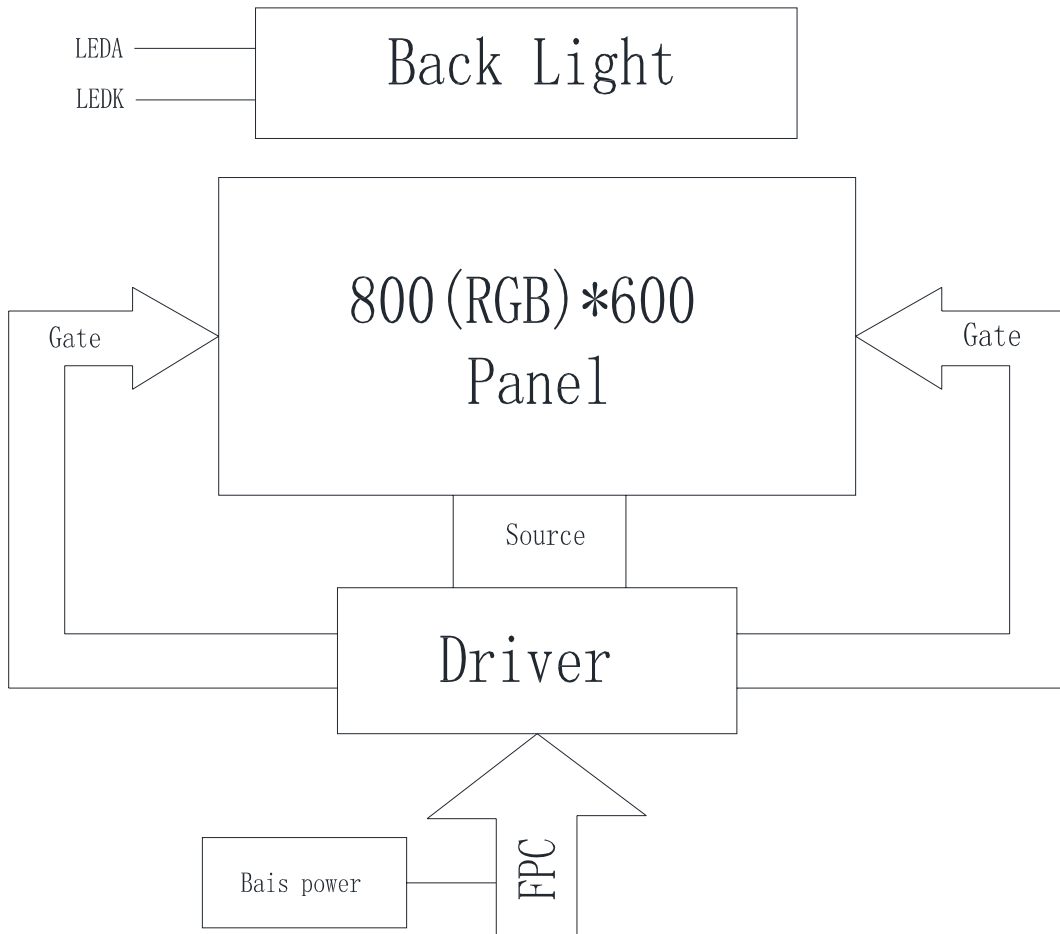 LEDA
LEDK
Back Light
800(RGB)*600
Panel
Gate
Gate
Source
Driver
FPC
Bais power